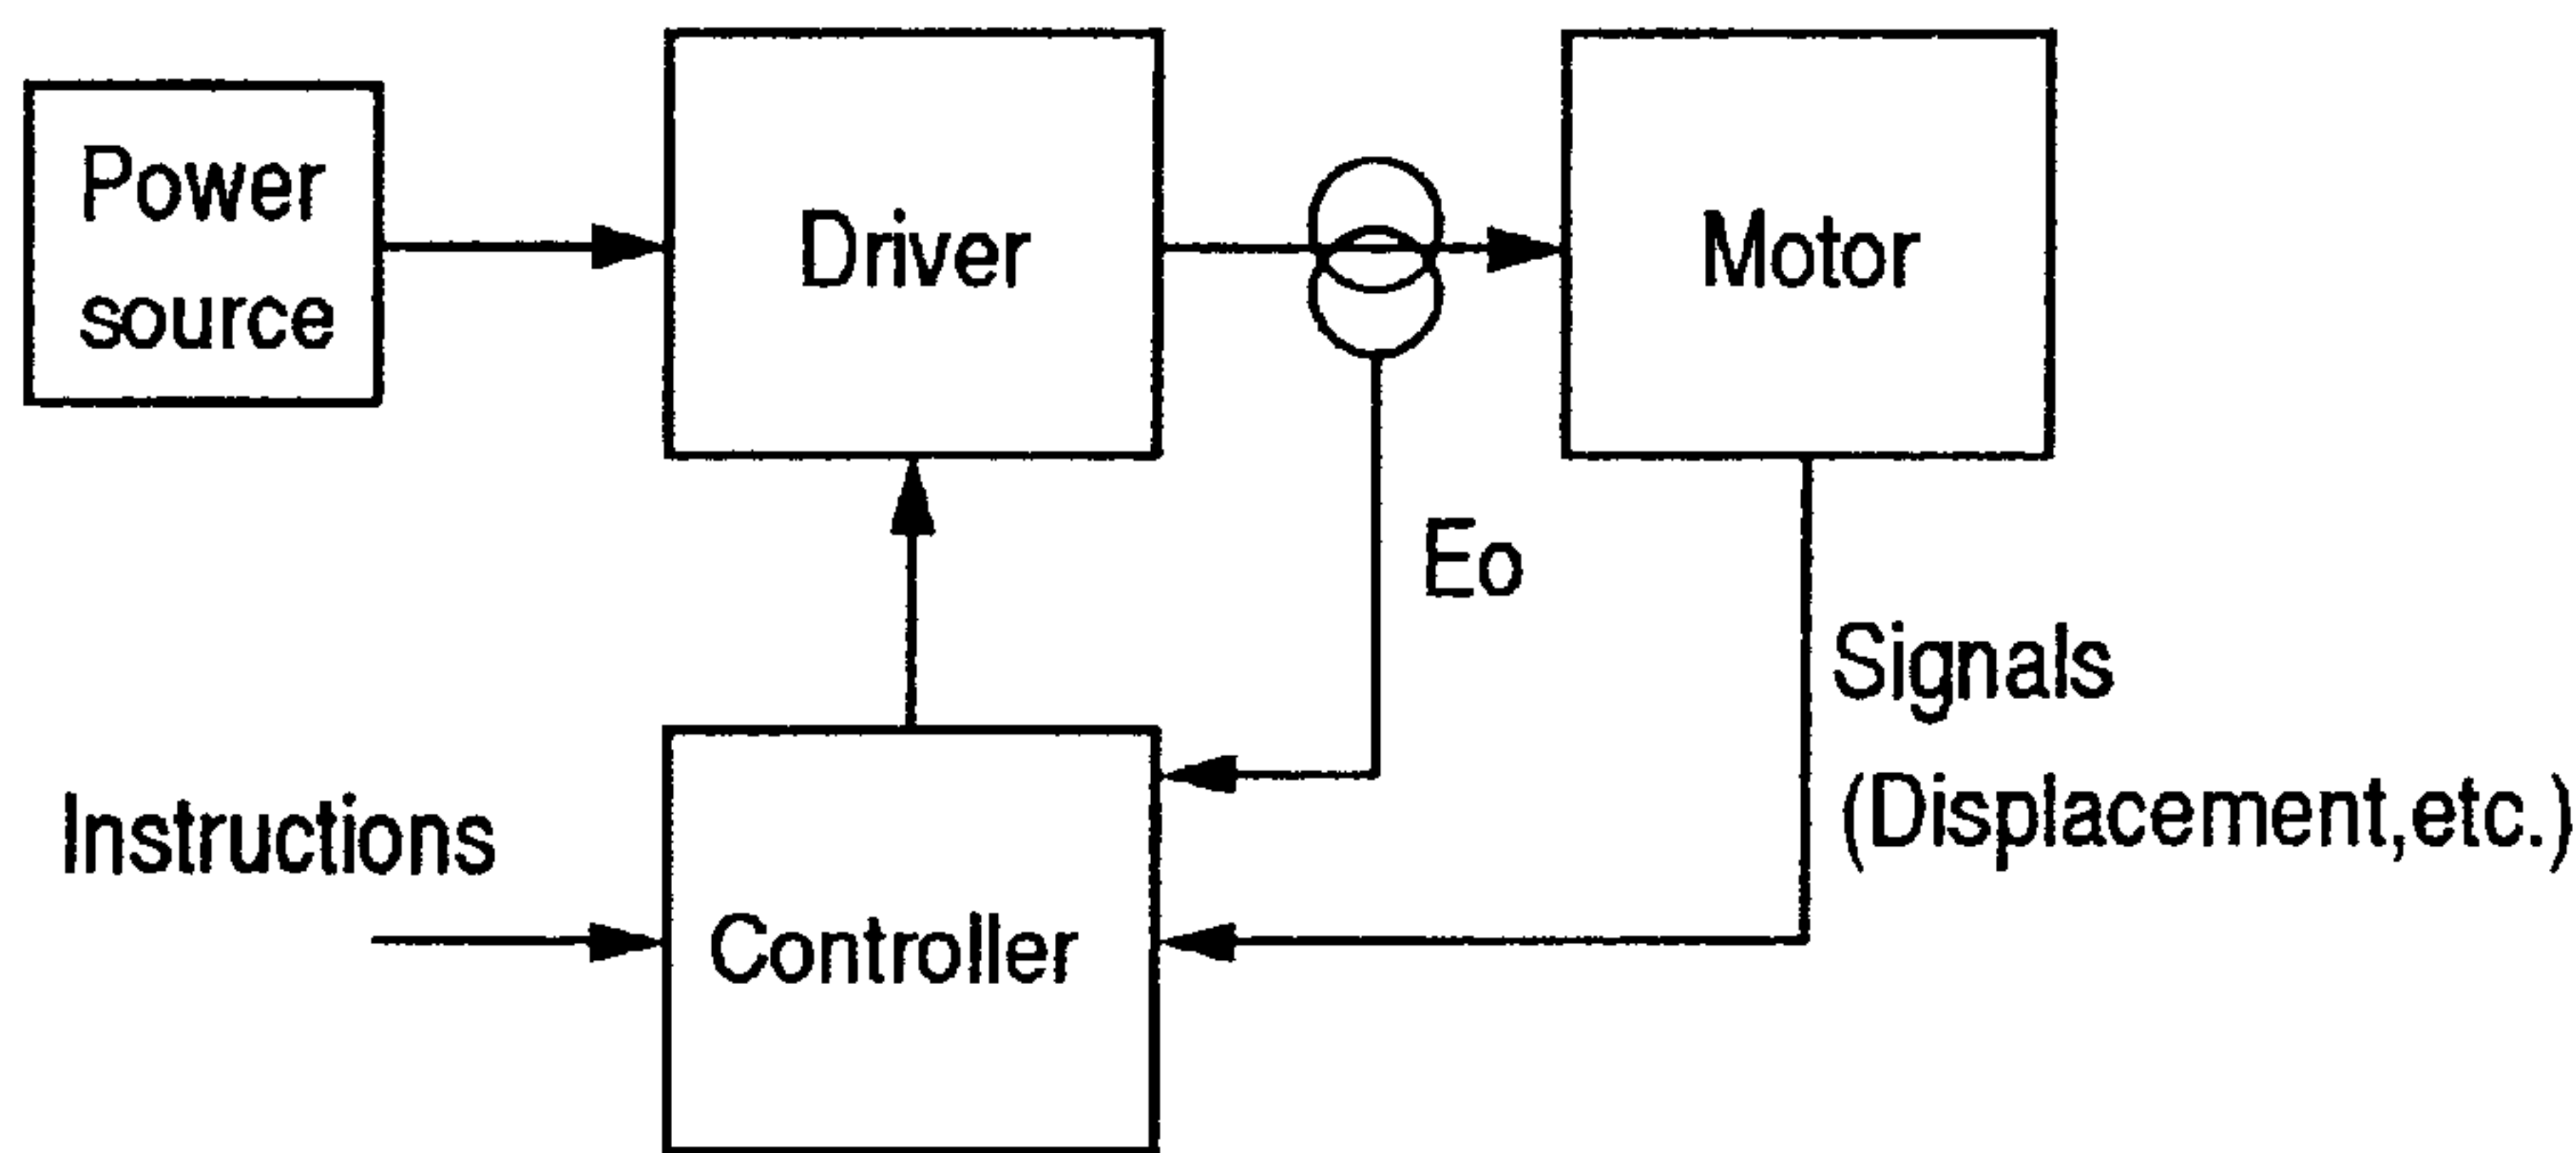 Power
source
Driver
Motor
Eo
Signals
(Displacement,etc.)
Instructions
Controller